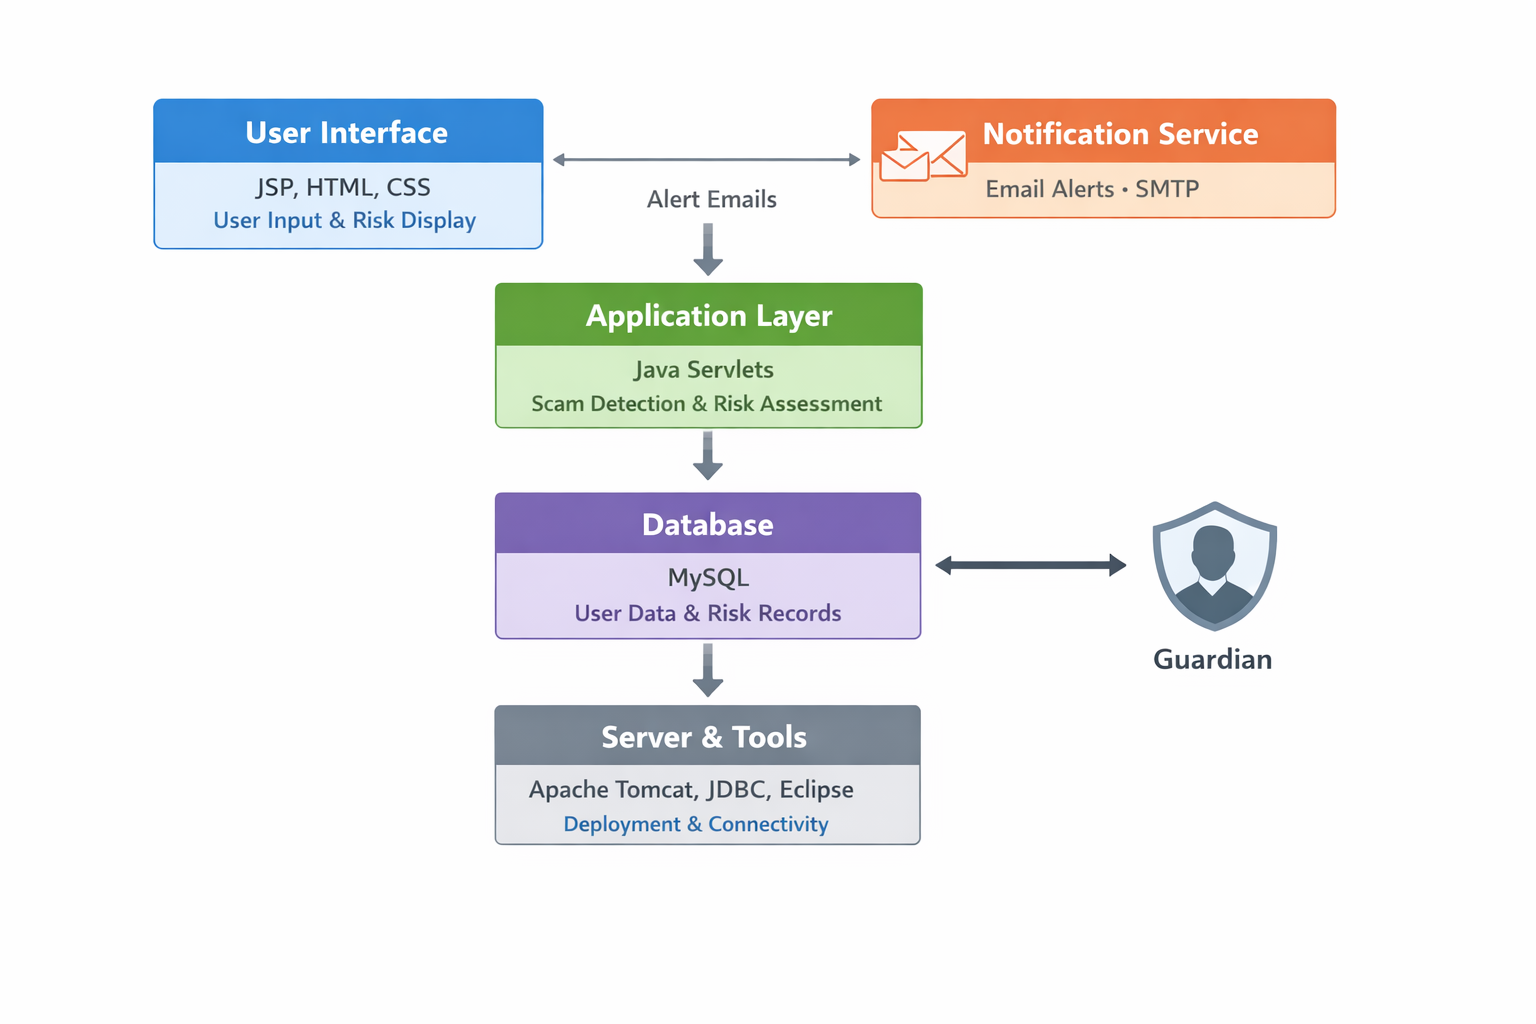 User Interface
JSP, HTML, CSS
User Input & Risk Display
Alert Emails
Notification Service
Email Alerts • SMTP
Application Layer
Java Servlets
Scam Detection & Risk Assessment
Database
MySQL
User Data & Risk Records
Guardian
Server & Tools
Apache Tomcat, JDBC, Eclipse
Deployment & Connectivity